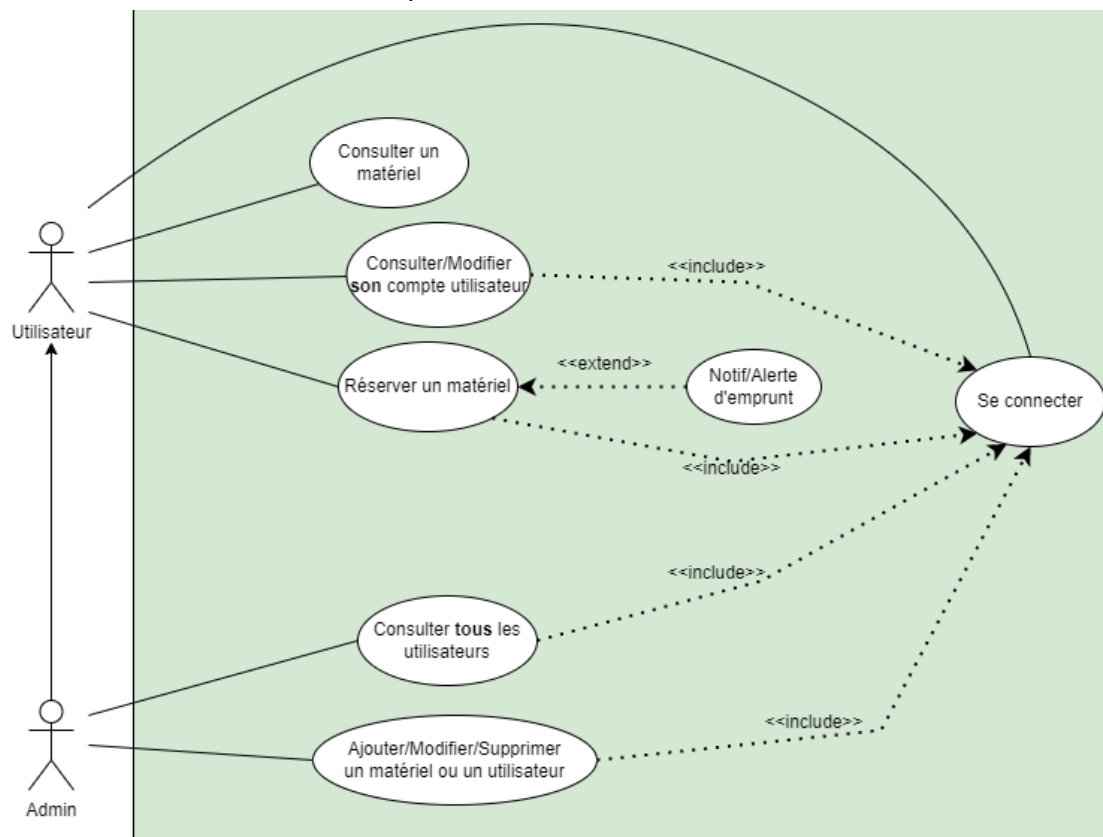 Consulter un
matériel
Consulter/Modifier
son compte utilisateur
<<include>>
Utilisateur
<<extend>>
Réserver un matériel
Notif/Alerte
d'emprunt
Se connecter
<<include>>
<<include>>
Consulter tous les
utilisateurs
<<include>>
Ajouter/Modifier/Supprimer
un matériel ou un utilisateur
Admin